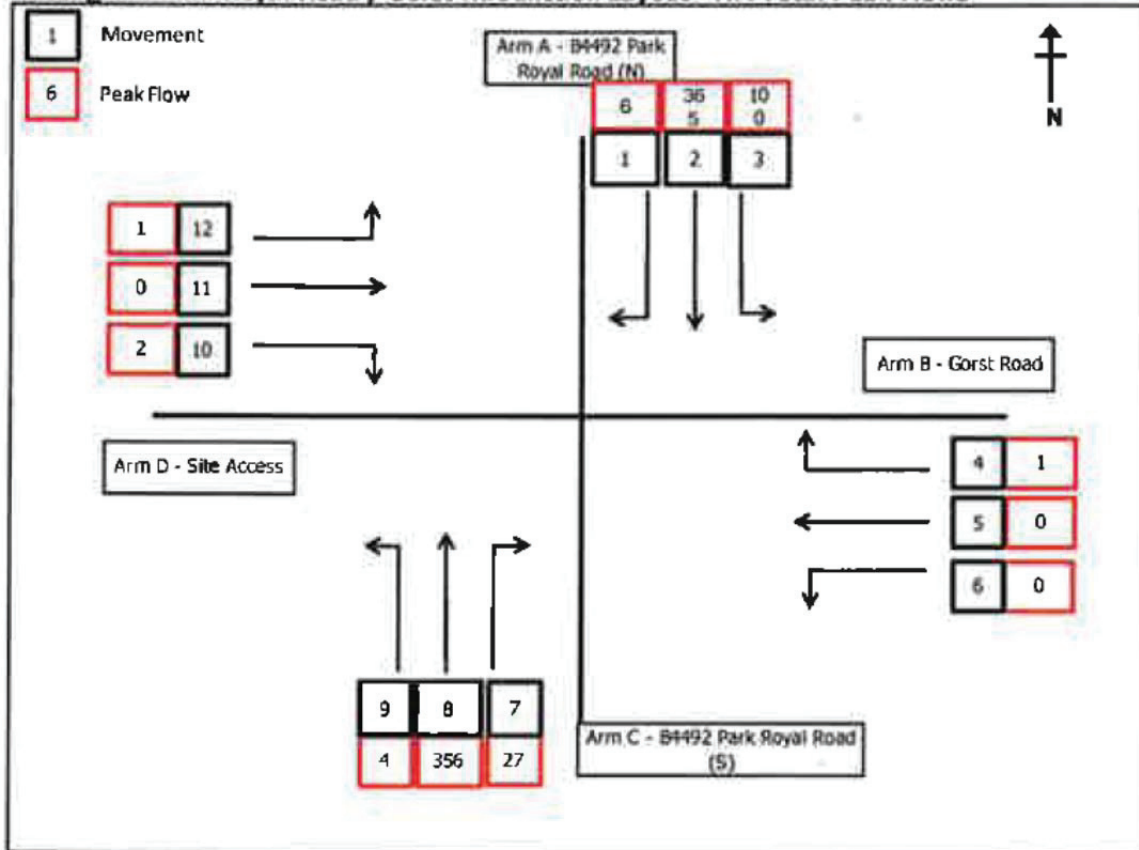 1 Movement
6 Peak Flow
Arm A - B4492 Park
Royal Road (N)
N
6 36 10
5 0
1 2 3
1 12
0 11
2 10
Arm B - Gorst Road
Arm D - Site Access
4 1
5 0
6 0
9 8 7
4 356 27
Arm C - B4492 Park Royal Road
(S)